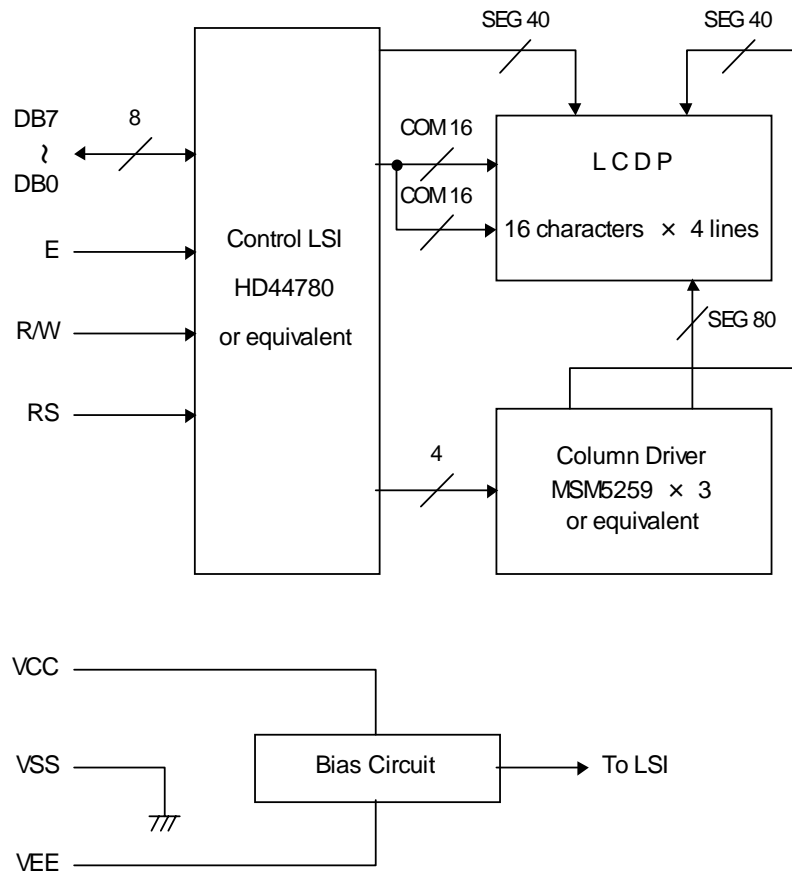 SEG 40
SEG 40
DB7
~
DB0
8
COM 16
COM 16
L C D P
16 characters × 4 lines
E
R/W
RS
Control LSI
HD44780
or equivalent
SEG 80
4
Column Driver
MSM5259 × 3
or equivalent
VCC
VSS
VEE
Bias Circuit
To LSI